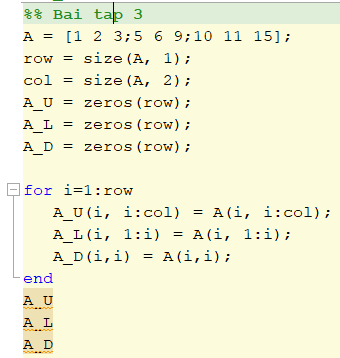 %% Bai tap 3
A = [1 2 3;5 6 9;10 11 15];
row = size(A, 1);
col = size(A, 2);
A_U = zeros(row);
A_L = zeros(row);
A_D = zeros(row);
for i=1:row
A_U(i, i:col) = A(i, i:col);
A_L(i, 1:i) = A(i, 1:i);
A_D(i,i) = A(i,i);
end
A_U
A_L
A_D